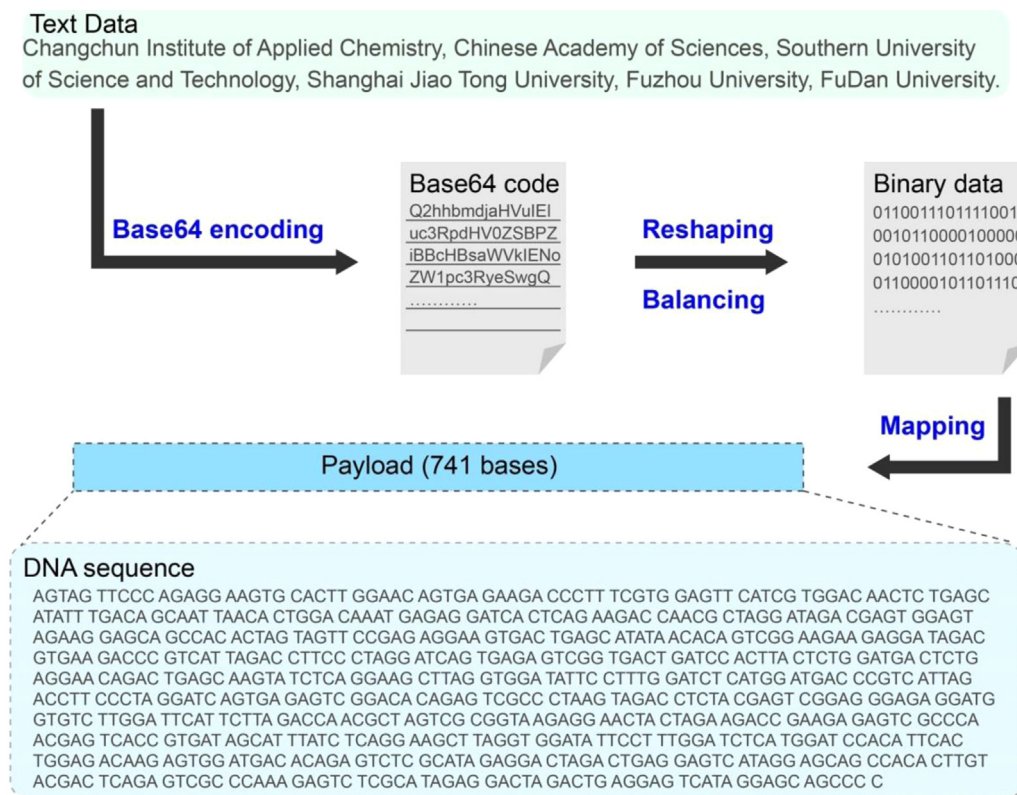 Text Data
Changchun Institute of Applied Chemistry, Chinese Academy of Sciences, Southern University
of Science and Technology, Shanghai Jiao Tong University, Fuzhou University, FuDan University.
Base64 encoding
Base64 code
Q2hhbmdjaHVuIEl
uc3RpdHV0ZSBPZ
iBBcHBsaWVkIENo
ZW1pc3RyeSwgQ
............
Reshaping
Balancing
Binary data
0110011101111001
0010110000100000
0101001101101000
0110000101101110
............
Mapping
Payload (741 bases)
DNA sequence
AGTAG TTCCC AGAGG AAGTG CACTT GGAAC AGTGA GAAGA CCCTT TCGTG GAGTT CATCG TGGAC AACTC TGAGC
ATATT TGACA GCAAT TAACA CTGGA CAAAT GAGAG GATCA CTCAG AAGAC CAACG CTAGG ATAGA CGAGT GGAGT
AGAAG GAGCA GCCAC ACTAG TAGTT CCGAG AGGAA GTGAC TGAGC ATATA ACACA GTCGG AAGAA GAGGA TAGAC
GTGAA GACCC GTCAT TAGAC CTTCC CTAGG ATCAG TGAGA GTCGG TGACT GATCC ACTTA CTCTG GATGA CTCTG
AGGAA CAGAC TGAGC AAGTA TCTCA GGAAG CTTAG GTGGA TATTC CTTTG GATCT CATGG ATGAC CCGTC ATTAG
ACCTT CCCTA GGATC AGTGA GAGTC GGACA CAGAG TCGCC CTAAG TAGAC CTCTA CGAGT CGGAG GGAGA GGATG
GTGTC TTGGA TTCAT TCTTA GACCA ACGCT AGTCG CGGTA AGAGG AACTA CTAGA AGACC GAAGA GAGTC GCCCA
ACGAG TCACC GTGAT AGCAT TTATC TCAGG AAGCT TAGGT GGATA TTCCT TTGGA TCTCA TGGAT CCACA TTCAC
TGGAG ACAAG AGTGG ATGAC ACAGA GTCTC GCATA GAGGA CTAGA CTGAG GAGTC ATAGG AGCAG CCACA CTTGT
ACGAC TCAGA GTCGC CCAAA GAGTC TCGCA TAGAG GACTA GACTG AGGAG TCATA GGAGC AGCCC C